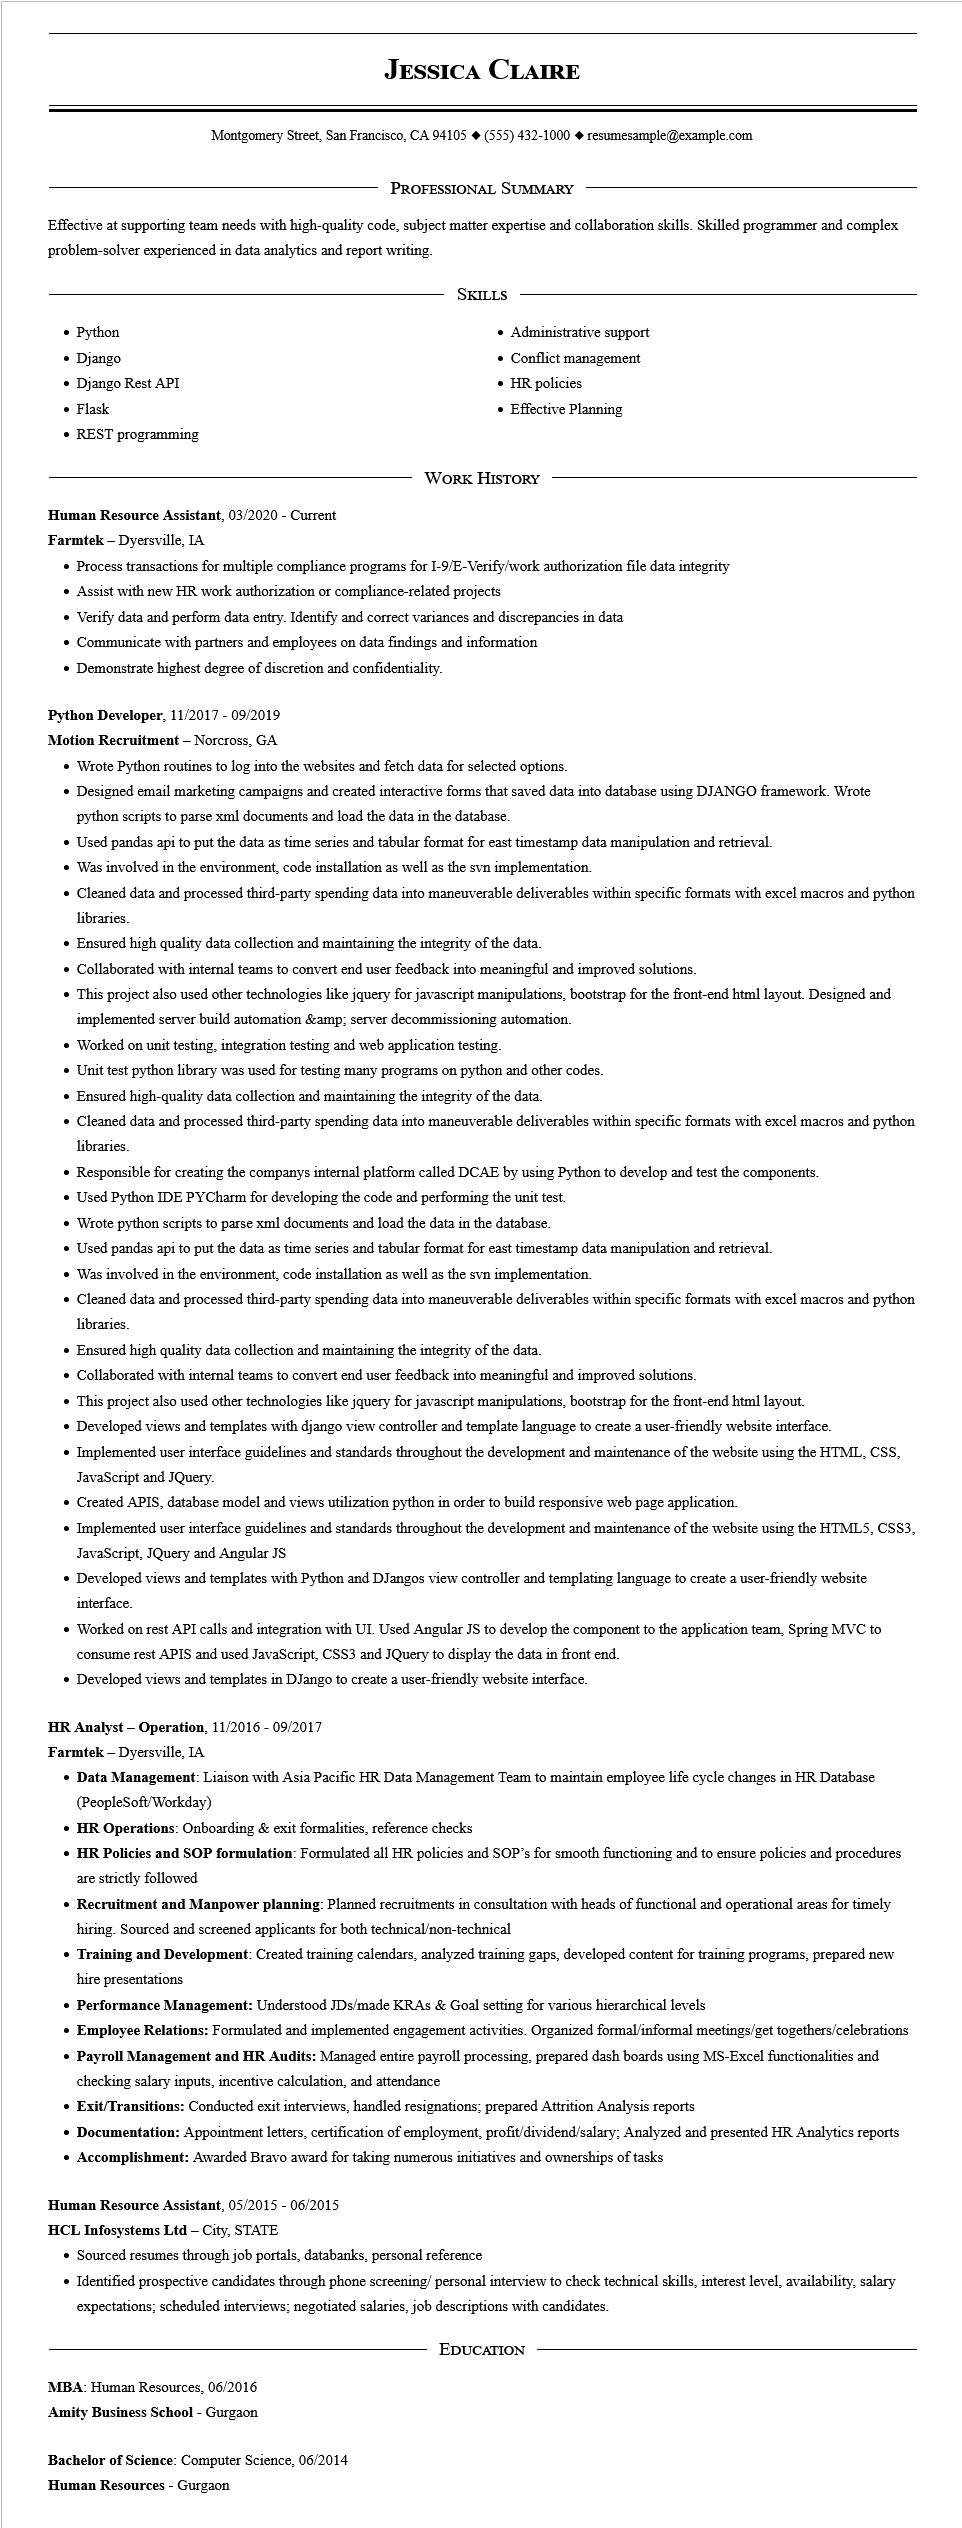 Jessica Claire
Montgomery Street, San Francisco, CA 94105 ◆ (555) 432-1000 ◆ resumesample@example.com
Professional Summary
Effective at supporting team needs with high-quality code, subject matter expertise and collaboration skills. Skilled programmer and complex
problem-solver experienced in data analytics and report writing.
Skills
• Python
• Django
• Django Rest API
• Flask
• REST programming
• Administrative support
• Conflict management
• HR policies
• Effective Planning
Work History
Human Resource Assistant, 03/2020 - Current
Farmtek – Dyersville, IA
• Process transactions for multiple compliance programs for I-9/E-Verify/work authorization file data integrity
• Assist with new HR work authorization or compliance-related projects
• Verify data and perform data entry. Identify and correct variances and discrepancies in data
• Communicate with partners and employees on data findings and information
• Demonstrate highest degree of discretion and confidentiality.
Python Developer, 11/2017 - 09/2019
Motion Recruitment – Norcross, GA
• Wrote Python routines to log into the websites and fetch data for selected options.
• Designed email marketing campaigns and created interactive forms that saved data into database using DJANGO framework. Wrote
python scripts to parse xml documents and load the data in the database.
• Used pandas api to put the data as time series and tabular format for east timestamp data manipulation and retrieval.
• Was involved in the environment, code installation as well as the svn implementation.
• Cleaned data and processed third-party spending data into maneuverable deliverables within specific formats with excel macros and python
libraries.
• Ensured high quality data collection and maintaining the integrity of the data.
• Collaborated with internal teams to convert end user feedback into meaningful and improved solutions.
• This project also used other technologies like jquery for javascript manipulations, bootstrap for the front-end html layout. Designed and
implemented server build automation &amp; server decommissioning automation.
• Worked on unit testing, integration testing and web application testing.
• Unit test python library was used for testing many programs on python and other codes.
• Ensured high-quality data collection and maintaining the integrity of the data.
• Cleaned data and processed third-party spending data into maneuverable deliverables within specific formats with excel macros and python
libraries.
• Responsible for creating the companys internal platform called DCAE by using Python to develop and test the components.
• Used Python IDE PYCharm for developing the code and performing the unit test.
• Wrote python scripts to parse xml documents and load the data in the database.
• Used pandas api to put the data as time series and tabular format for east timestamp data manipulation and retrieval.
• Was involved in the environment, code installation as well as the svn implementation.
• Cleaned data and processed third-party spending data into maneuverable deliverables within specific formats with excel macros and python
libraries.
• Ensured high quality data collection and maintaining the integrity of the data.
• Collaborated with internal teams to convert end user feedback into meaningful and improved solutions.
• This project also used other technologies like jquery for javascript manipulations, bootstrap for the front-end html layout.
• Developed views and templates with django view controller and template language to create a user-friendly website interface.
• Implemented user interface guidelines and standards throughout the development and maintenance of the website using the HTML, CSS,
JavaScript and JQuery.
• Created APIS, database model and views utilization python in order to build responsive web page application.
• Implemented user interface guidelines and standards throughout the development and maintenance of the website using the HTML5, CSS3,
JavaScript, JQuery and Angular JS
• Developed views and templates with Python and DJangos view controller and templating language to create a user-friendly website
interface.
• Worked on rest API calls and integration with UI. Used Angular JS to develop the component to the application team, Spring MVC to
consume rest APIS and used JavaScript, CSS3 and JQuery to display the data in front end.
• Developed views and templates in DJango to create a user-friendly website interface.
HR Analyst – Operation, 11/2016 - 09/2017
Farmtek – Dyersville, IA
• Data Management: Liaison with Asia Pacific HR Data Management Team to maintain employee life cycle changes in HR Database
(PeopleSoft/Workday)
• HR Operations: Onboarding & exit formalities, reference checks
• HR Policies and SOP formulation: Formulated all HR policies and SOP’s for smooth functioning and to ensure policies and procedures
are strictly followed
• Recruitment and Manpower planning: Planned recruitments in consultation with heads of functional and operational areas for timely
hiring. Sourced and screened applicants for both technical/non-technical
• Training and Development: Created training calendars, analyzed training gaps, developed content for training programs, prepared new
hire presentations
• Performance Management: Understood JDs/made KRAs & Goal setting for various hierarchical levels
• Employee Relations: Formulated and implemented engagement activities. Organized formal/informal meetings/get togethers/celebrations
• Payroll Management and HR Audits: Managed entire payroll processing, prepared dash boards using MS-Excel functionalities and
checking salary inputs, incentive calculation, and attendance
• Exit/Transitions: Conducted exit interviews, handled resignations; prepared Attrition Analysis reports
• Documentation: Appointment letters, certification of employment, profit/dividend/salary; Analyzed and presented HR Analytics reports
• Accomplishment: Awarded Bravo award for taking numerous initiatives and ownerships of tasks
Human Resource Assistant, 05/2015 - 06/2015
HCL Infosystems Ltd – City, STATE
• Sourced resumes through job portals, databanks, personal reference
• Identified prospective candidates through phone screening/ personal interview to check technical skills, interest level, availability, salary
expectations; scheduled interviews; negotiated salaries, job descriptions with candidates.
Education
MBA: Human Resources, 06/2016
Amity Business School - Gurgaon
Bachelor of Science: Computer Science, 06/2014
Human Resources - Gurgaon